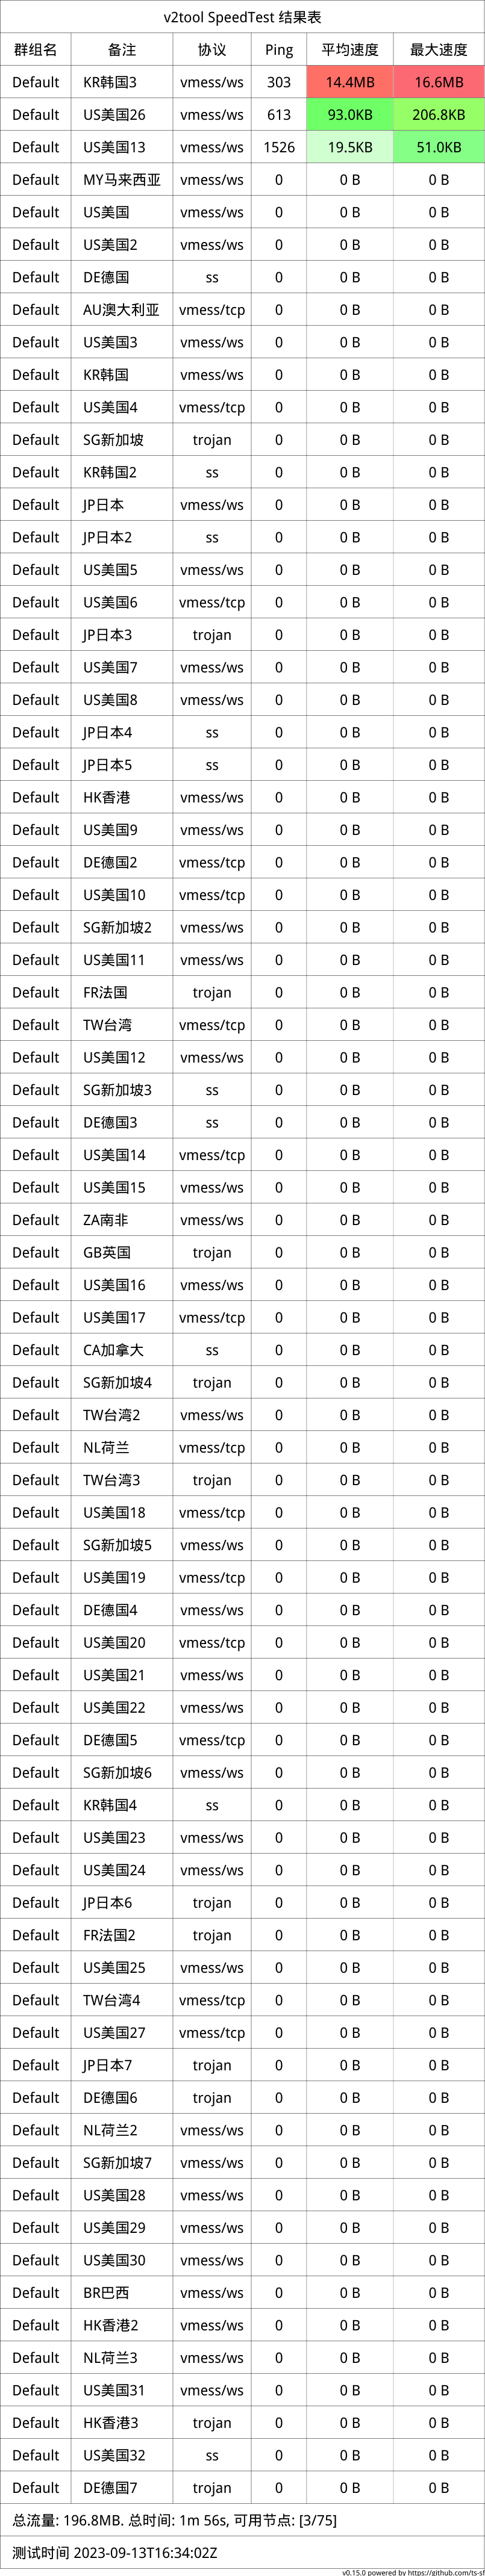 v2tool SpeedTest 结果表
群组名 备注 协议 Ping 平均速度 最大速度
Default KR韩国3 vmess/ws 303 14.4MB 16.6MB
Default US美国26 vmess/ws 613 93.0KB 206.8KB
Default US美国13 vmess/ws 1526 19.5KB 51.0KB
Default MY马来西亚 vmess/ws 0 0 B 0 B
Default US美国 vmess/ws 0 0 B 0 B
Default US美国2 vmess/ws 0 0 B 0 B
Default DE德国 ss 0 0 B 0 B
Default AU澳大利亚 vmess/tcp 0 0 B 0 B
Default US美国3 vmess/ws 0 0 B 0 B
Default KR韩国 vmess/ws 0 0 B 0 B
Default US美国4 vmess/tcp 0 0 B 0 B
Default SG新加坡 trojan 0 0 B 0 B
Default KR韩国2 ss 0 0 B 0 B
Default JP日本 vmess/ws 0 0 B 0 B
Default JP日本2 ss 0 0 B 0 B
Default US美国5 vmess/ws 0 0 B 0 B
Default US美国6 vmess/tcp 0 0 B 0 B
Default JP日本3 trojan 0 0 B 0 B
Default US美国7 vmess/ws 0 0 B 0 B
Default US美国8 vmess/ws 0 0 B 0 B
Default JP日本4 ss 0 0 B 0 B
Default JP日本5 ss 0 0 B 0 B
Default HK香港 vmess/ws 0 0 B 0 B
Default US美国9 vmess/ws 0 0 B 0 B
Default DE德国2 vmess/tcp 0 0 B 0 B
Default US美国10 vmess/tcp 0 0 B 0 B
Default SG新加坡2 vmess/ws 0 0 B 0 B
Default US美国11 vmess/ws 0 0 B 0 B
Default FR法国 trojan 0 0 B 0 B
Default TW台湾 vmess/tcp 0 0 B 0 B
Default US美国12 vmess/ws 0 0 B 0 B
Default SG新加坡3 ss 0 0 B 0 B
Default DE德国3 ss 0 0 B 0 B
Default US美国14 vmess/tcp 0 0 B 0 B
Default US美国15 vmess/ws 0 0 B 0 B
Default ZA南非 vmess/ws 0 0 B 0 B
Default GB英国 trojan 0 0 B 0 B
Default US美国16 vmess/ws 0 0 B 0 B
Default US美国17 vmess/tcp 0 0 B 0 B
Default CA加拿大 ss 0 0 B 0 B
Default SG新加坡4 trojan 0 0 B 0 B
Default TW台湾2 vmess/ws 0 0 B 0 B
Default NL荷兰 vmess/tcp 0 0 B 0 B
Default TW台湾3 trojan 0 0 B 0 B
Default US美国18 vmess/tcp 0 0 B 0 B
Default SG新加坡5 vmess/ws 0 0 B 0 B
Default US美国19 vmess/tcp 0 0 B 0 B
Default DE德国4 vmess/ws 0 0 B 0 B
Default US美国20 vmess/tcp 0 0 B 0 B
Default US美国21 vmess/ws 0 0 B 0 B
Default US美国22 vmess/ws 0 0 B 0 B
Default DE德国5 vmess/tcp 0 0 B 0 B
Default SG新加坡6 vmess/ws 0 0 B 0 B
Default KR韩国4 ss 0 0 B 0 B
Default US美国23 vmess/ws 0 0 B 0 B
Default US美国24 vmess/ws 0 0 B 0 B
Default JP日本6 trojan 0 0 B 0 B
Default FR法国2 trojan 0 0 B 0 B
Default US美国25 vmess/ws 0 0 B 0 B
Default TW台湾4 vmess/tcp 0 0 B 0 B
Default US美国27 vmess/tcp 0 0 B 0 B
Default JP日本7 trojan 0 0 B 0 B
Default DE德国6 trojan 0 0 B 0 B
Default NL荷兰2 vmess/ws 0 0 B 0 B
Default SG新加坡7 vmess/ws 0 0 B 0 B
Default US美国28 vmess/ws 0 0 B 0 B
Default US美国29 vmess/ws 0 0 B 0 B
Default US美国30 vmess/ws 0 0 B 0 B
Default BR巴西 vmess/ws 0 0 B 0 B
Default HK香港2 vmess/ws 0 0 B 0 B
Default NL荷兰3 vmess/ws 0 0 B 0 B
Default US美国31 vmess/ws 0 0 B 0 B
Default HK香港3 trojan 0 0 B 0 B
Default US美国32 ss 0 0 B 0 B
Default DE德国7 trojan 0 0 B 0 B
总流量: 196.8MB. 总时间: 1m 56s, 可用节点: [3/75]
测试时间 2023-09-13T16:34:02Z
v0.15.0 powered by https://github.com/ts-sf